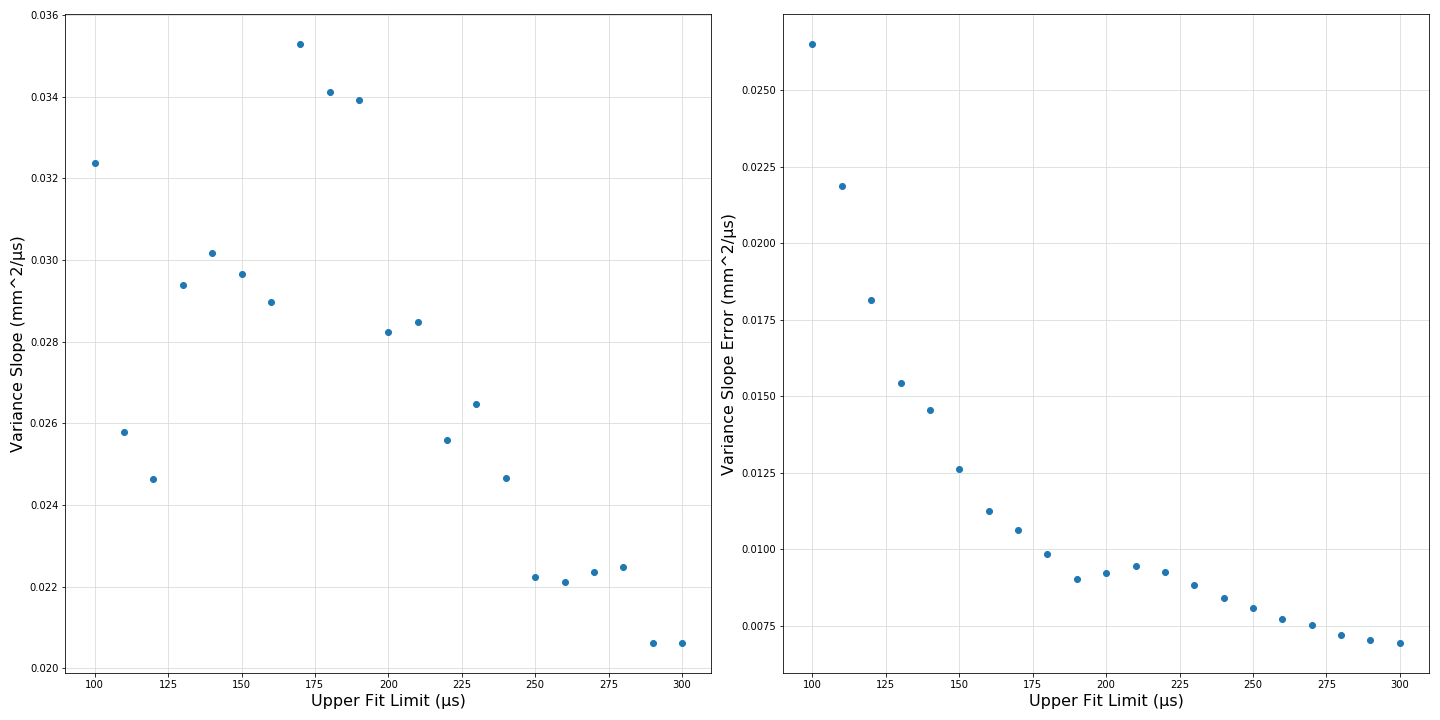 0.036
0.034
0.032
0.030
0.028
0.026
0.024
0.022
0.020
Variance Slope (mm^2/µs)
100 125 150 175 200 225 250 275 300
Upper Fit Limit (µs)
0.0250
0.0225
0.0200
0.0175
0.0150
0.0125
0.0100
0.0075
Variance Slope Error (mm^2/µs)
100 125 150 175 200 225 250 275 300
Upper Fit Limit (µs)